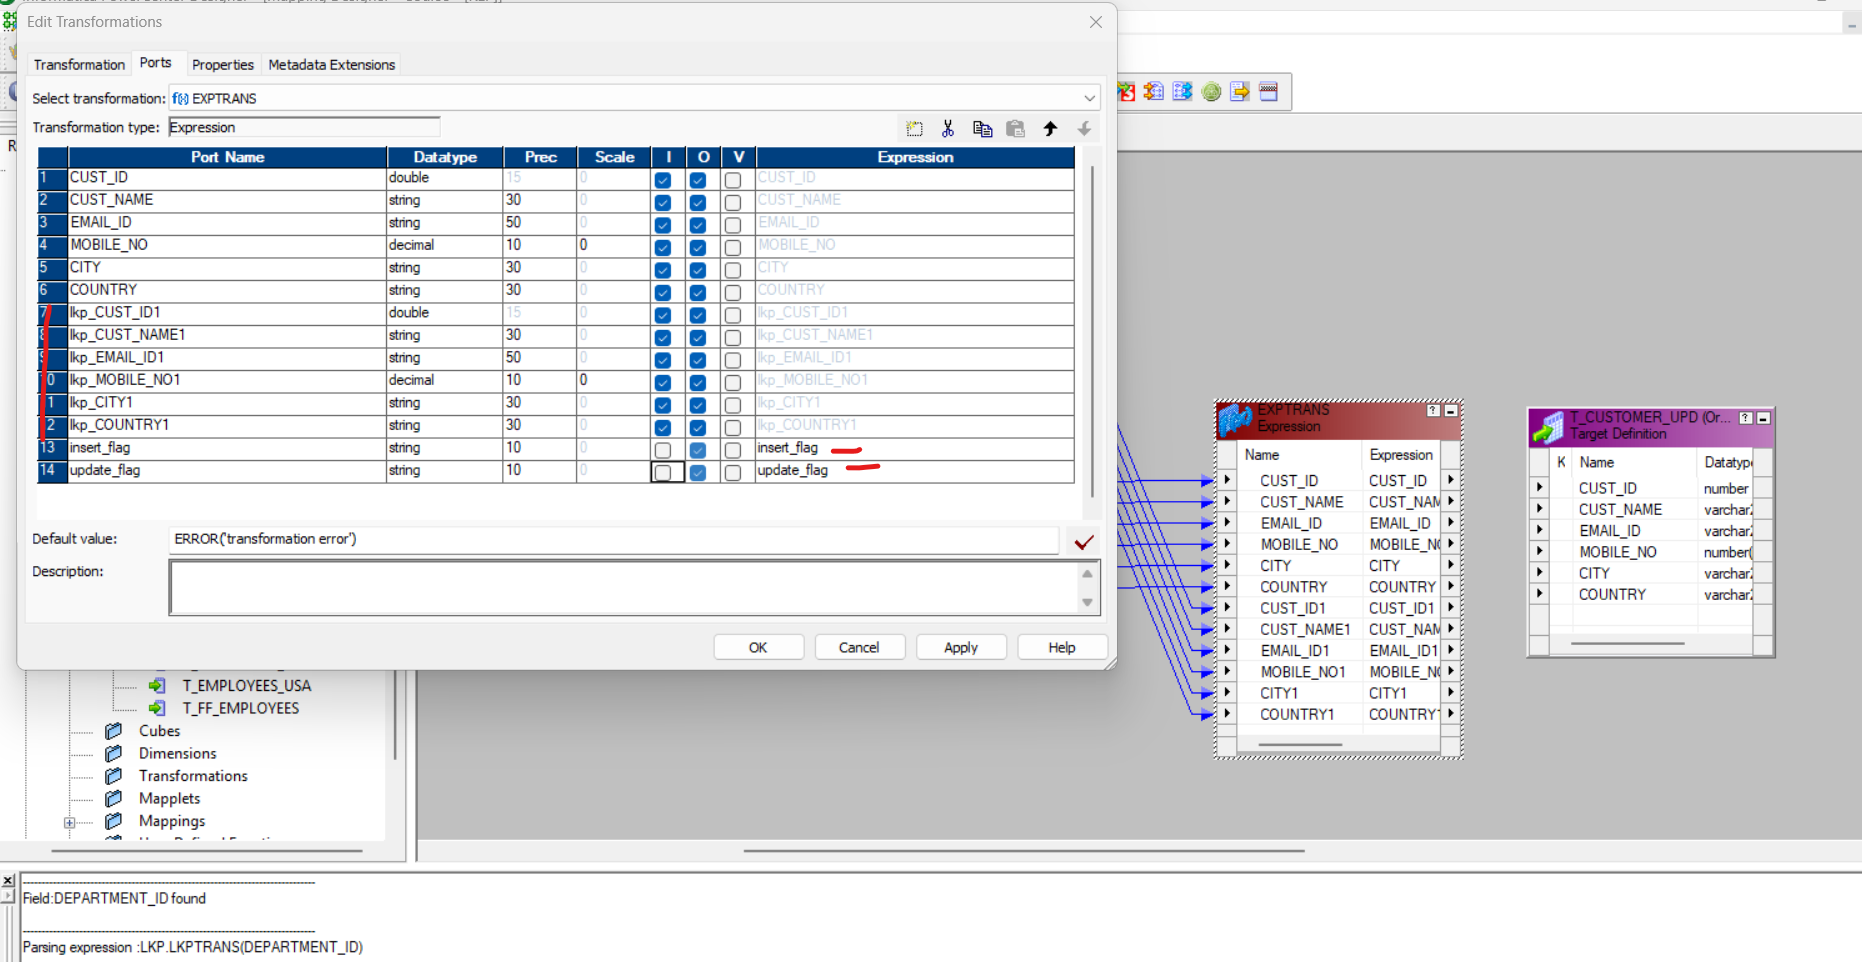 Edit Transformations
Transformation Ports Properties Metadata Extensions
Select transformation: f(x) EXPTRANS
Transformation type: Expression
Port Name Datatype Prec Scale I O V Expression
1 CUST_ID double 15 0 CUST_ID
2 CUST_NAME string 30 0 CUST_NAME
3 EMAIL_ID string 50 0 EMAIL_ID
4 MOBILE_NO decimal 10 0 MOBILE_NO
5 CITY string 30 0 CITY
6 COUNTRY string 30 0 COUNTRY
7 lkp_CUST_ID1 double 15 0 lkp_CUST_ID1
8 lkp_CUST_NAME1 string 30 0 lkp_CUST_NAME1
9 lkp_EMAIL_ID1 string 50 0 lkp_EMAIL_ID1
10 lkp_MOBILE_NO1 decimal 10 0 lkp_MOBILE_NO1
11 lkp_CITY1 string 30 0 lkp_CITY1
12 lkp_COUNTRY1 string 30 0 lkp_COUNTRY1
13 insert_flag string 10 0 insert_flag
14 update_flag string 10 0 update_flag
Default value: ERROR('transformation error')
Description:
OK Cancel Apply Help
T_EMPLOYEES_USA
T_FF_EMPLOYEES
Cubes
Dimensions
Transformations
Mapplets
Mappings
EXPTRANS
Expression
Name Expression
CUST_ID CUST_ID
CUST_NAME CUST_NAM
EMAIL_ID EMAIL_ID
MOBILE_NO MOBILE_N
CITY CITY
COUNTRY COUNTRY
CUST_ID1 CUST_ID1
CUST_NAME1 CUST_NAM
EMAIL_ID1 EMAIL_ID1
MOBILE_NO1 MOBILE_N
CITY1 CITY1
COUNTRY1 COUNTRY
T_CUSTOMER_UPD (Or...
Target Definition
K Name Datatyp
CUST_ID number
CUST_NAME varchar
EMAIL_ID varchar
MOBILE_NO number(
CITY varchar
COUNTRY varchar
Field:DEPARTMENT_ID found
Parsing expression :LKP.LKPTRANS(DEPARTMENT_ID)